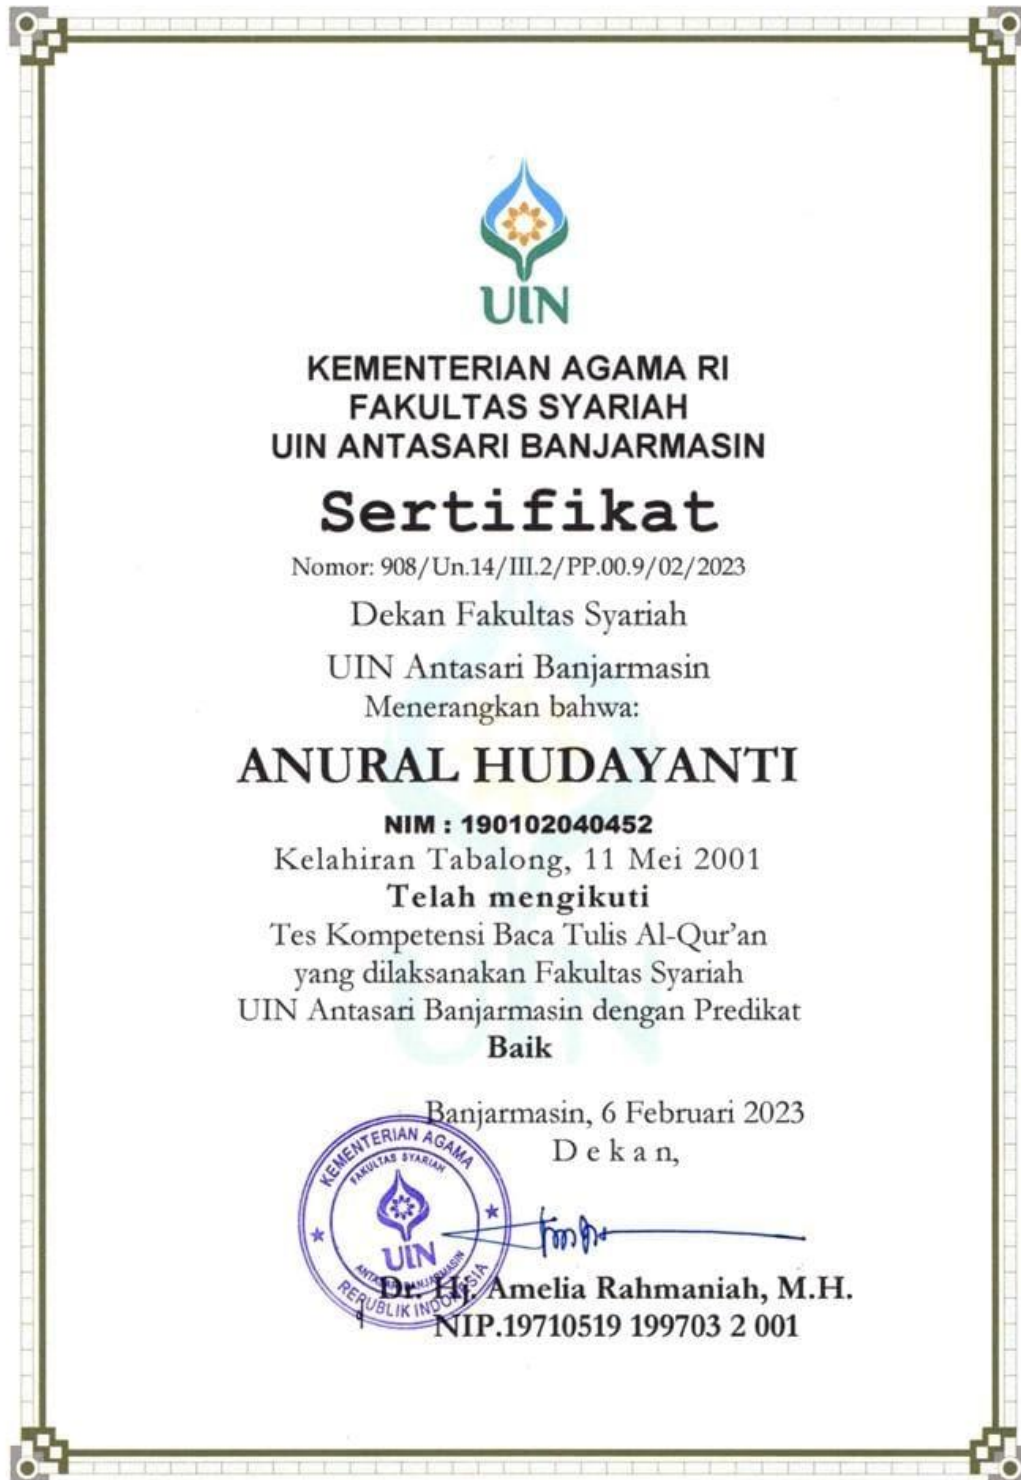 UIN
KEMENTERIAN AGAMA RI
FAKULTAS SYARIAH
UIN ANTASARI BANJARMASIN
Sertifikat
Nomor: 908/Un.14/III.2/PP.00.9/02/2023
Dekan Fakultas Syariah
UIN Antasari Banjarmasin
Menerangkan bahwa:
ANURAL HUDAYANTI
NIM : 190102040452
Kelahiran Tabalong, 11 Mei 2001
Telah mengikuti
Tes Kompetensi Baca Tulis Al-Qur'an
yang dilaksanakan Fakultas Syariah
UIN Antasari Banjarmasin dengan Predikat
Baik
UIN
Banjarmasin, 6 Februari 2023
D e k a n,
KEMENTERIAN AGAMA
FAKULTAS SYARIAH
UIN
ANTASARI BANJARMASIN
REPUBLIK INDONESIA
Dr. Hj. Amelia Rahmaniah, M.H.
NIP.19710519 199703 2 001